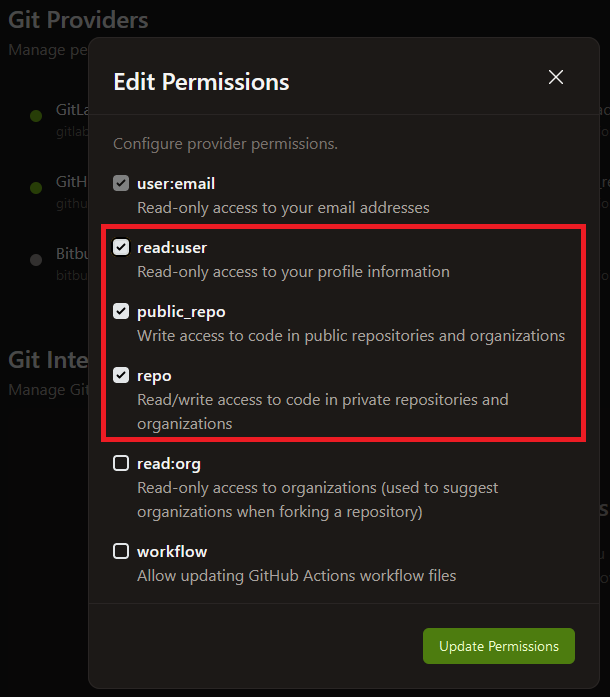 Git Providers
Manage pe
Edit Permissions
Configure provider permissions.
GitLa
gitlab
user:email
Read-only access to your email addresses
GitH
githu
read:user
Read-only access to your profile information
Bitbu
bitbu
public_repo
Write access to code in public repositories and organizations
Git Inte
Manage Git
repo
Read/write access to code in private repositories and
organizations
read:org
Read-only access to organizations (used to suggest
organizations when forking a repository)
workflow
Allow updating GitHub Actions workflow files
Update Permissions